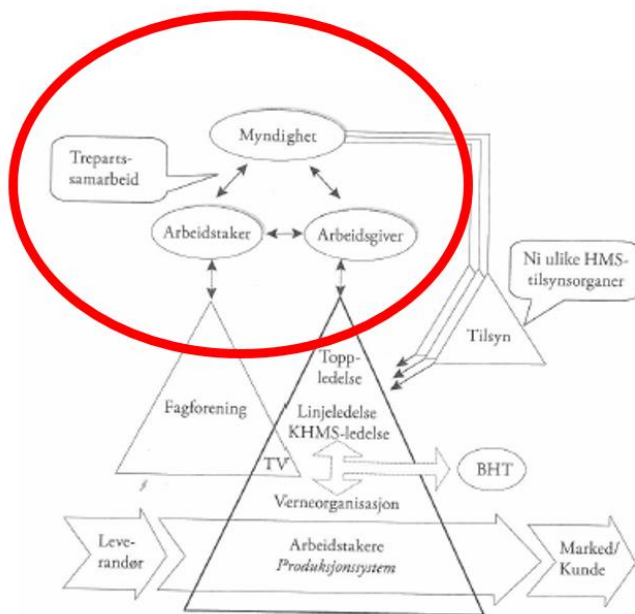 Myndighet
Treparts-
samarbeid
Arbeidstaker
Arbeidsgiver
Ni ulike HMS-
tilsynsorganer
Tilsyn
Topp-
ledelse
Fagforening
Linjeledelse
KHMS-ledelse
TV
BHT
Verneorganisasjon
Leve-
randør
Arbeidstakere
Produksjonssystem
Marked/
Kunde